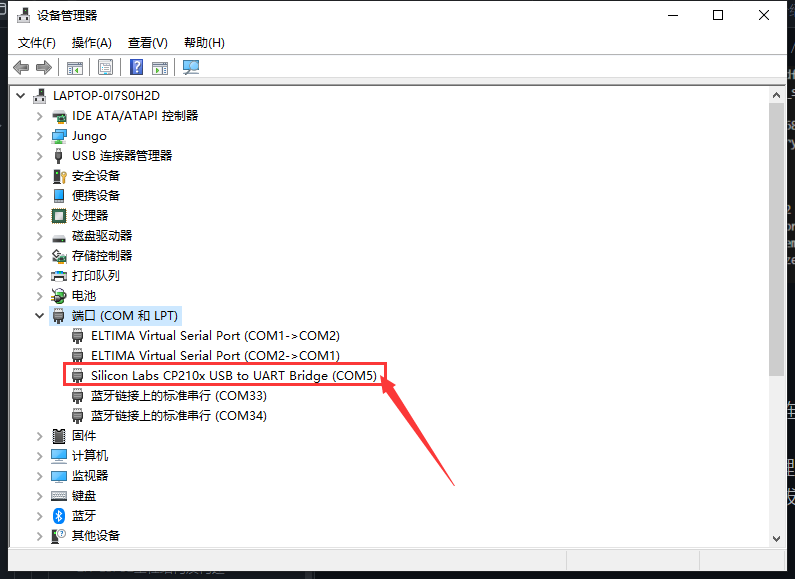 设备管理器
文件(F) 操作(A) 查看(V) 帮助(H)
LAPTOP-0I7S0H2D
IDE ATA/ATAPI 控制器
Jungo
USB 连接器管理器
安全设备
便携设备
处理器
磁盘驱动器
存储控制器
打印队列
电池
端口 (COM 和 LPT)
ELTIMA Virtual Serial Port (COM1->COM2)
ELTIMA Virtual Serial Port (COM2->COM1)
Silicon Labs CP210x USB to UART Bridge (COM5)
蓝牙链接上的标准串行 (COM33)
蓝牙链接上的标准串行 (COM34)
固件
计算机
监视器
键盘
蓝牙
其他设备